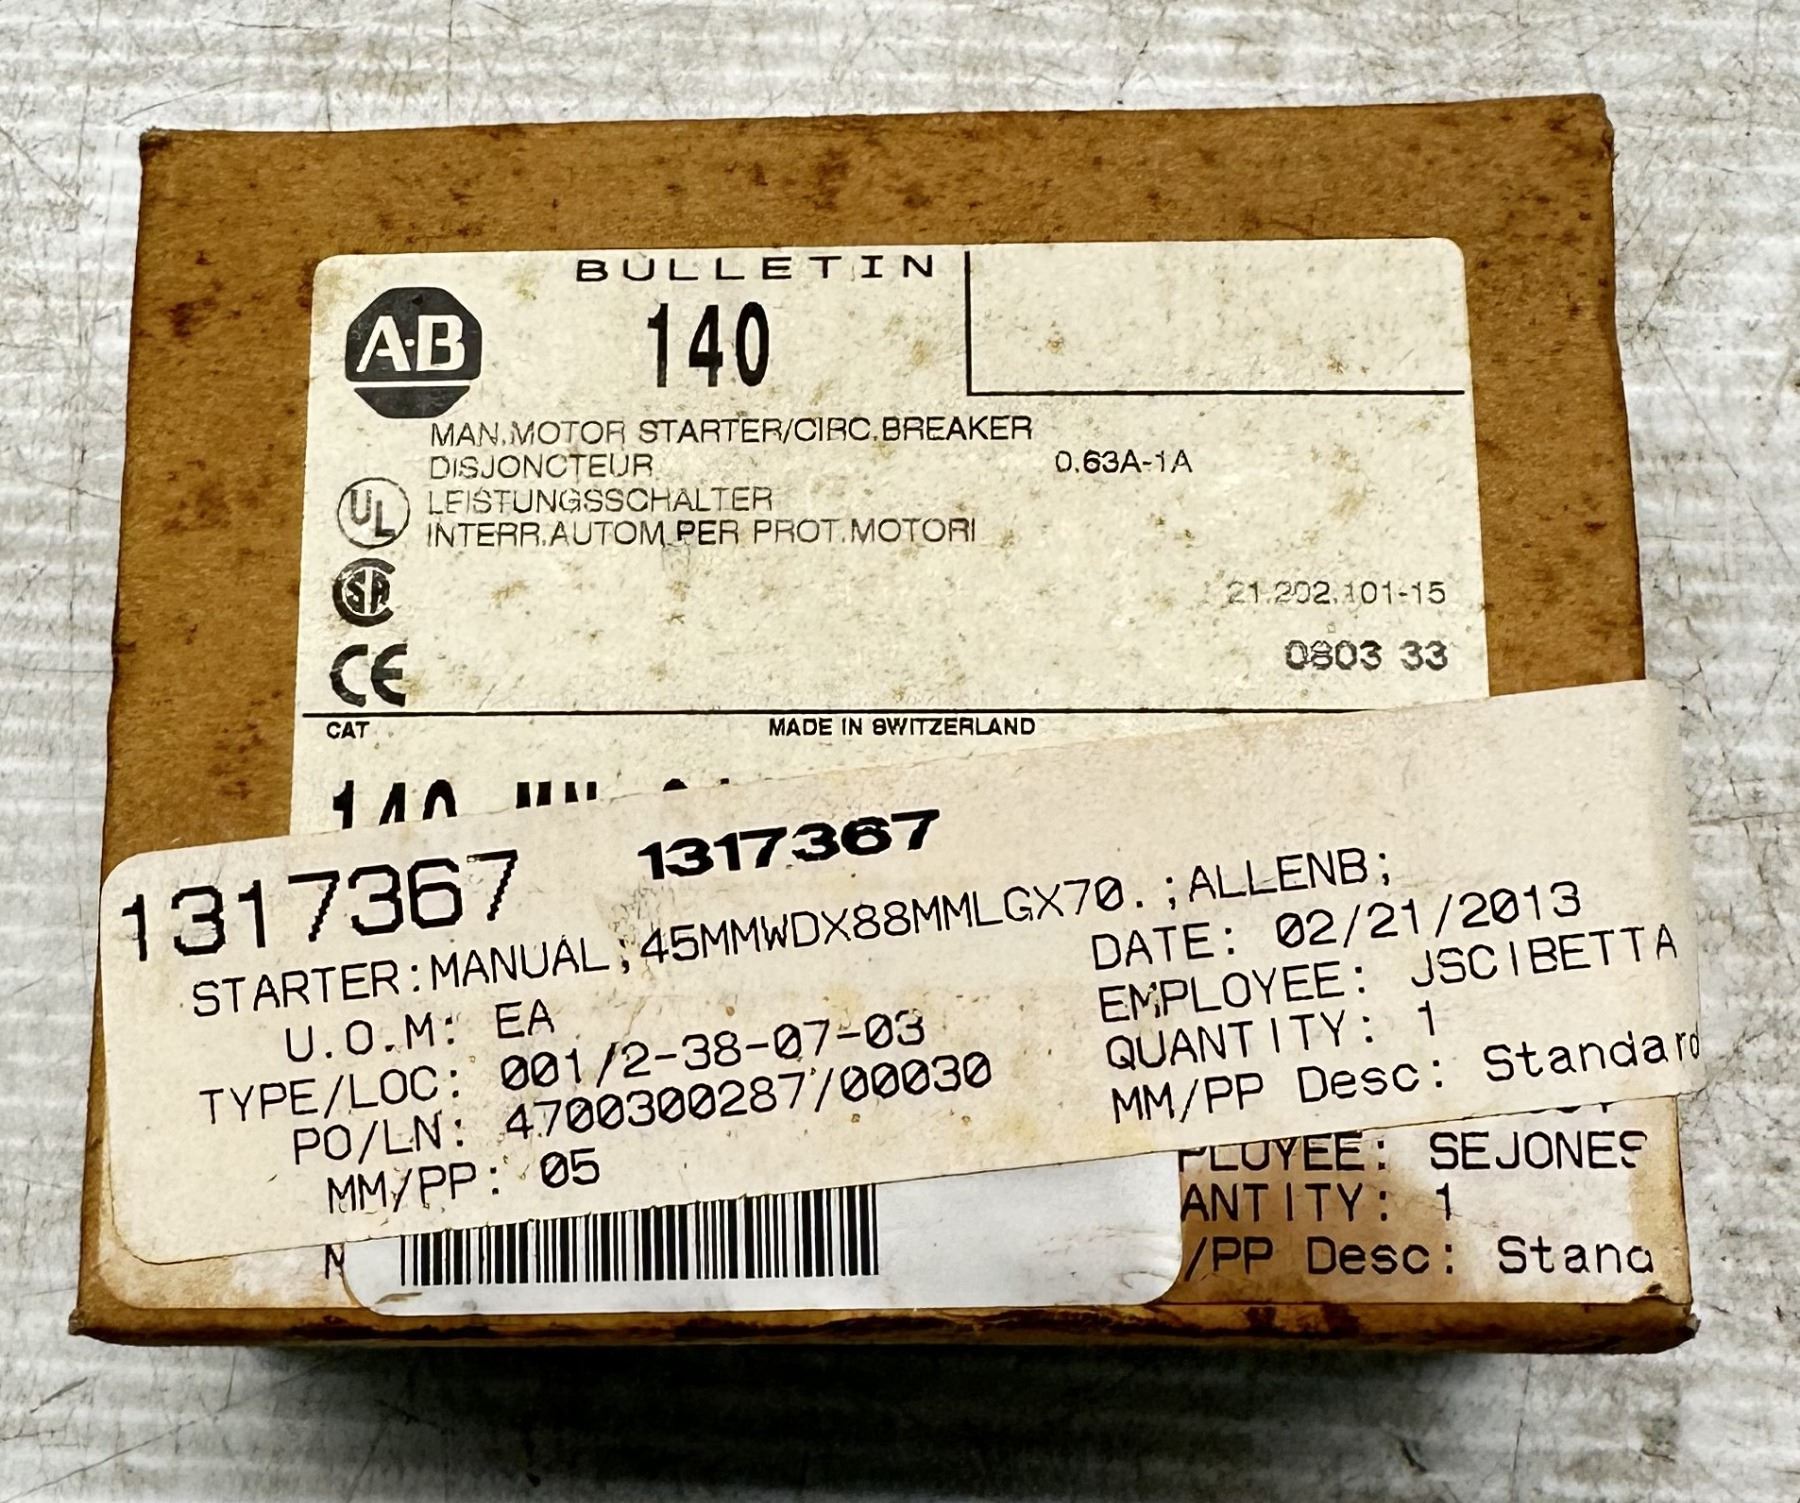 BULLETIN
140
A-B
MAN.MOTOR STARTER/CIRC.BREAKER
DISJONCTEUR 0.63A-1A
UL LEISTUNGSSCHALTER
INTERR.AUTOM.PER PROT.MOTORI
SA
21.202.101-15
0803 33
CE
CAT MADE IN SWITZERLAND
140
1317367 1317367
STARTER:MANUAL;45MMWDX88MMLGX70.;ALLENB;
U.O.M: EA DATE: 02/21/2013
TYPE/LOC: 001/2-38-07-03 EMPLOYEE: JSCIBETTA
PO/LN: 4700300287/00030 QUANTITY: 1
MM/PP: 05 MM/PP Desc: Standard
PLOYEE: SEJONES
ANTITY: 1
/PP Desc: Stand